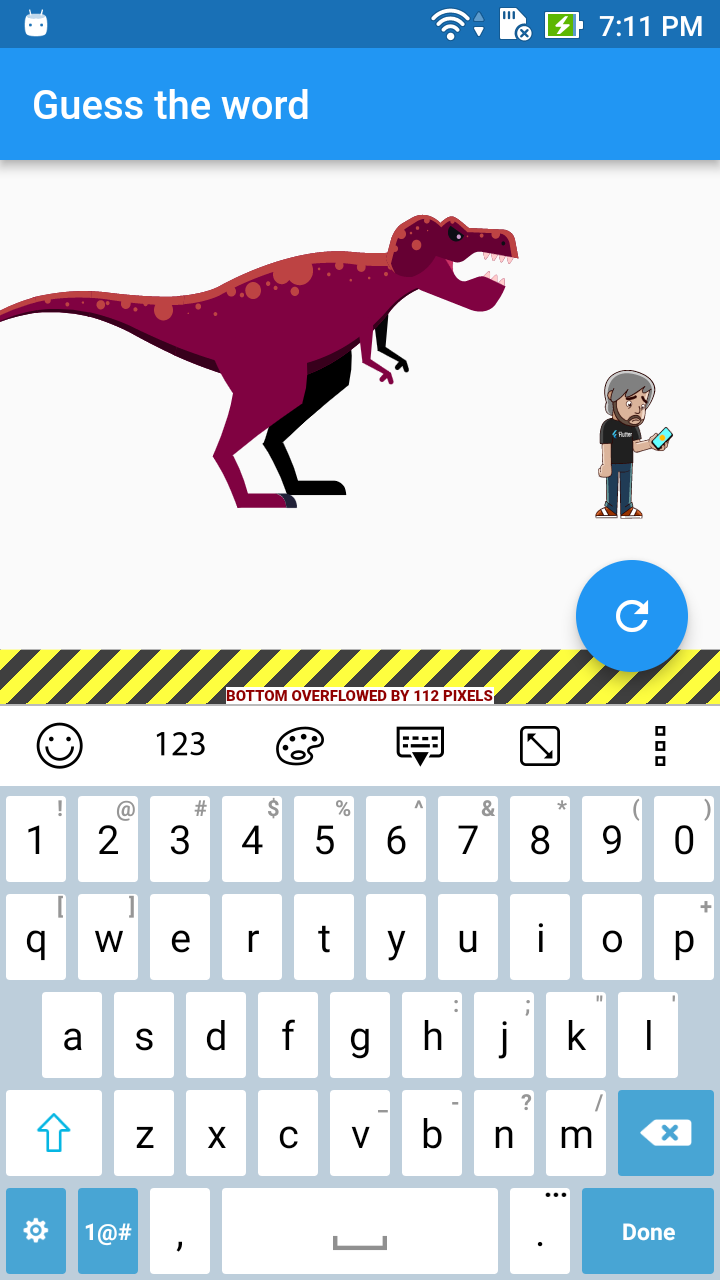 7:11 PM
Guess the word
Flutter
BOTTOM OVERFLOWED BY 112 PIXELS
123
! @ # $ % ^ & * ( )
1 2 3 4 5 6 7 8 9 0
[ ] +
q w e r t y u i o p
: ; " '
a s d f g h j k l
_ - ? /
z x c v b n m
1@# , . ... Done